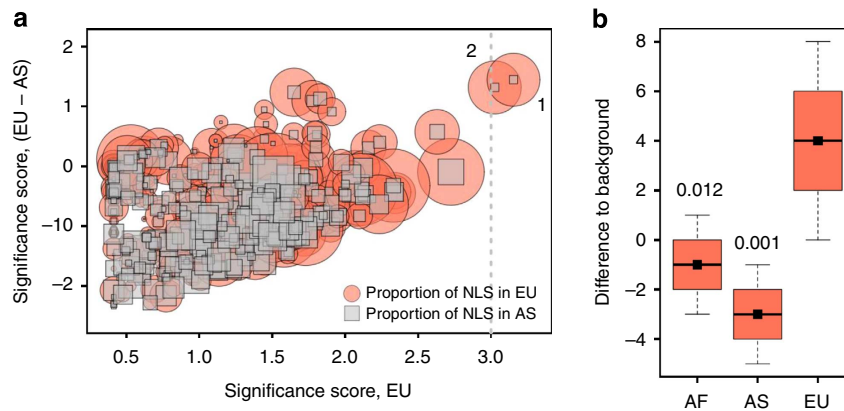 a
Significance score, (EU – AS)
2
1
0
–10
–2
2
1
Proportion of NLS in EU
Proportion of NLS in AS
0.5 1.0 1.5 2.0 2.5 3.0
Significance score, EU
b
Difference to background
8
6
4
2
0
–2
–4
0.012
0.001
AF AS EU